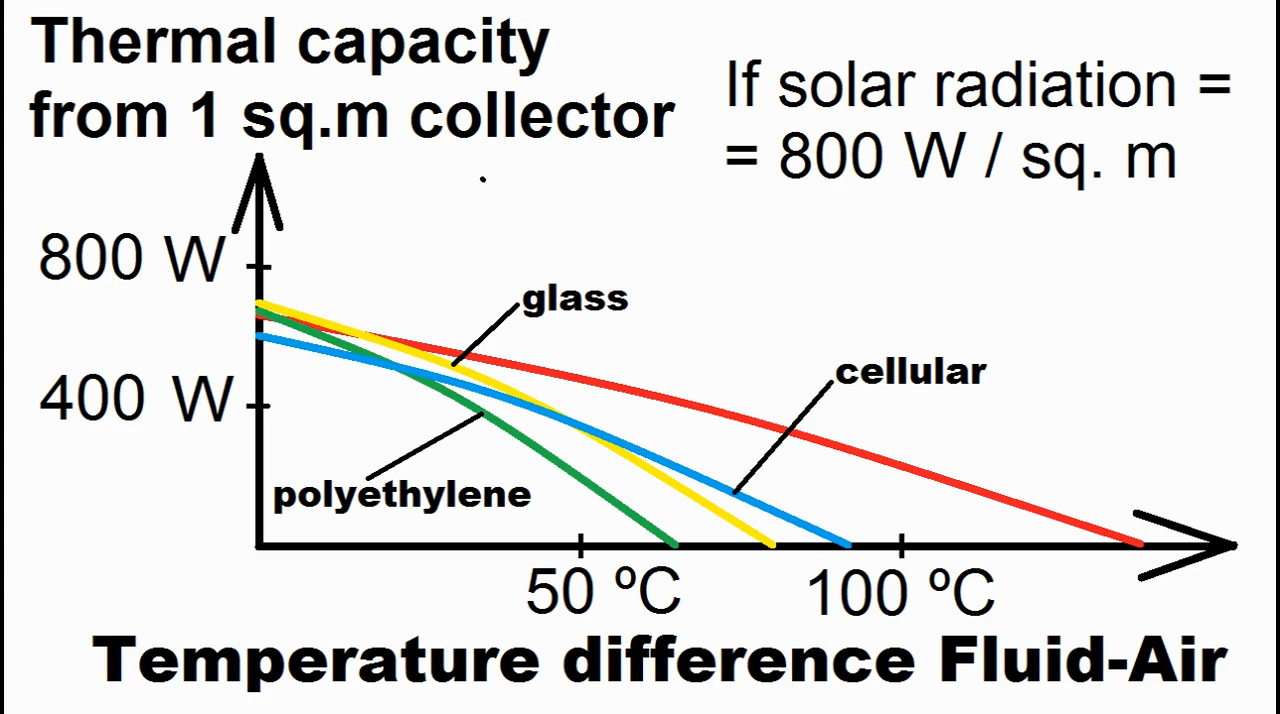 Thermal capacity
from 1 sq.m collector
If solar radiation =
= 800 W / sq. m
800 W
glass
cellular
400 W
polyethylene
50 ºC
100 ºC
Temperature difference Fluid-Air